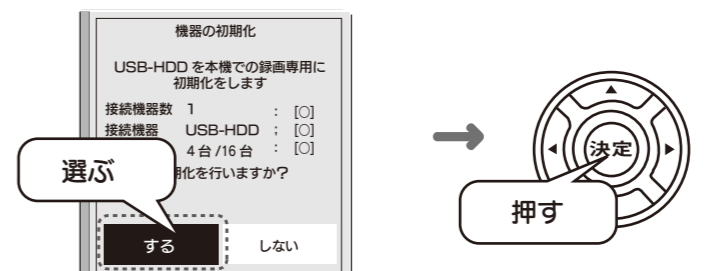 機器の初期化
USB-HDD を本機での録画専用に
初期化をします
接続機器数 1 : [○]
接続機器 USB-HDD ; [○]
4 台 /16 台 : [○]
化を行いますか?
選ぶ
する
しない
決定
押す